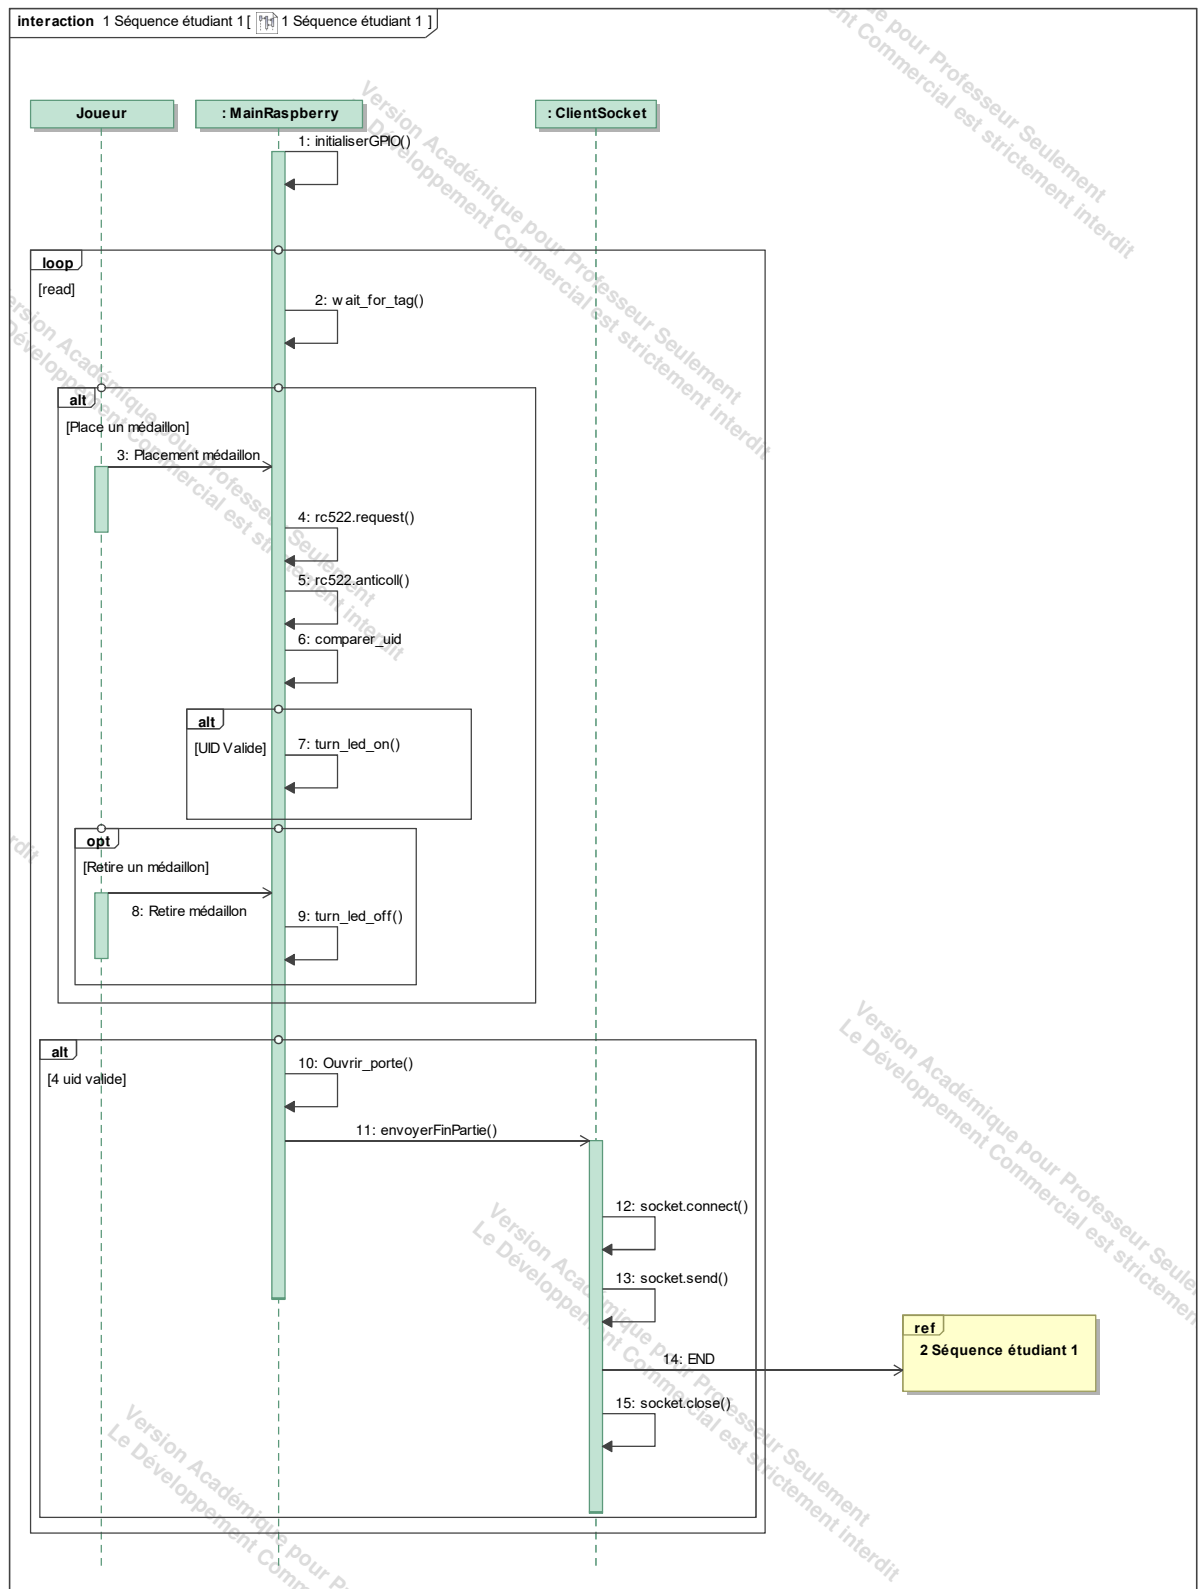 interaction 1 Séquence étudiant 1 [ 1 Séquence étudiant 1 ]
Version Académique pour Professeur Seulement
Le Développement Commercial est strictement interdit
Joueur
: MainRaspberry
: ClientSocket
1: initialiserGPIO()
loop
[read]
2: wait_for_tag()
alt
[Place un médaillon]
3: Placement médaillon
4: rc522.request()
5: rc522.anticoll()
6: comparer_uid
alt
[UID Valide]
7: turn_led_on()
opt
[Retire un médaillon]
8: Retire médaillon
9: turn_led_off()
alt
[4 uid valide]
10: Ouvrir_porte()
11: envoyerFinPartie()
12: socket.connect()
13: socket.send()
ref
2 Séquence étudiant 1
14: END
15: socket.close()